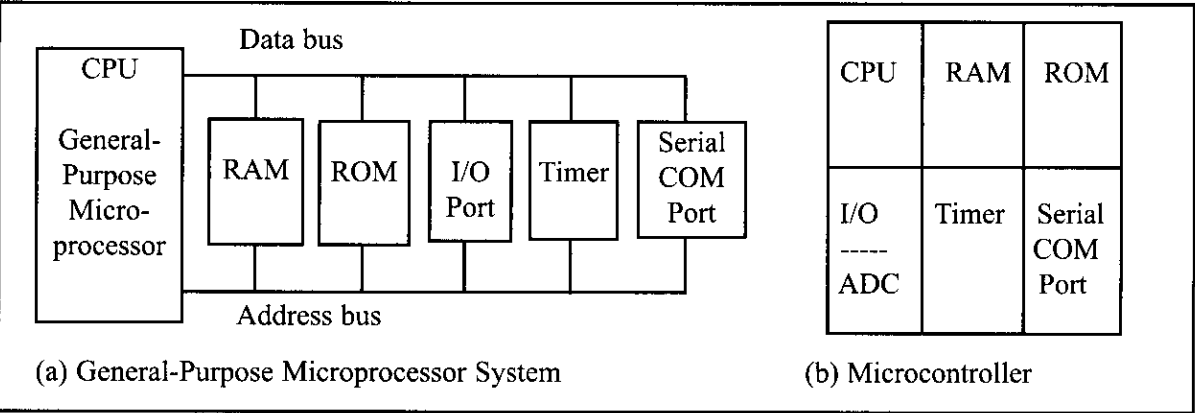 Data bus
CPU
General-
Purpose
Micro-
processor
RAM
ROM
I/O
Port
Timer
Serial
COM
Port
Address bus
(a) General-Purpose Microprocessor System
CPU
RAM
ROM
I/O
-----
ADC
Timer
Serial
COM
Port
(b) Microcontroller